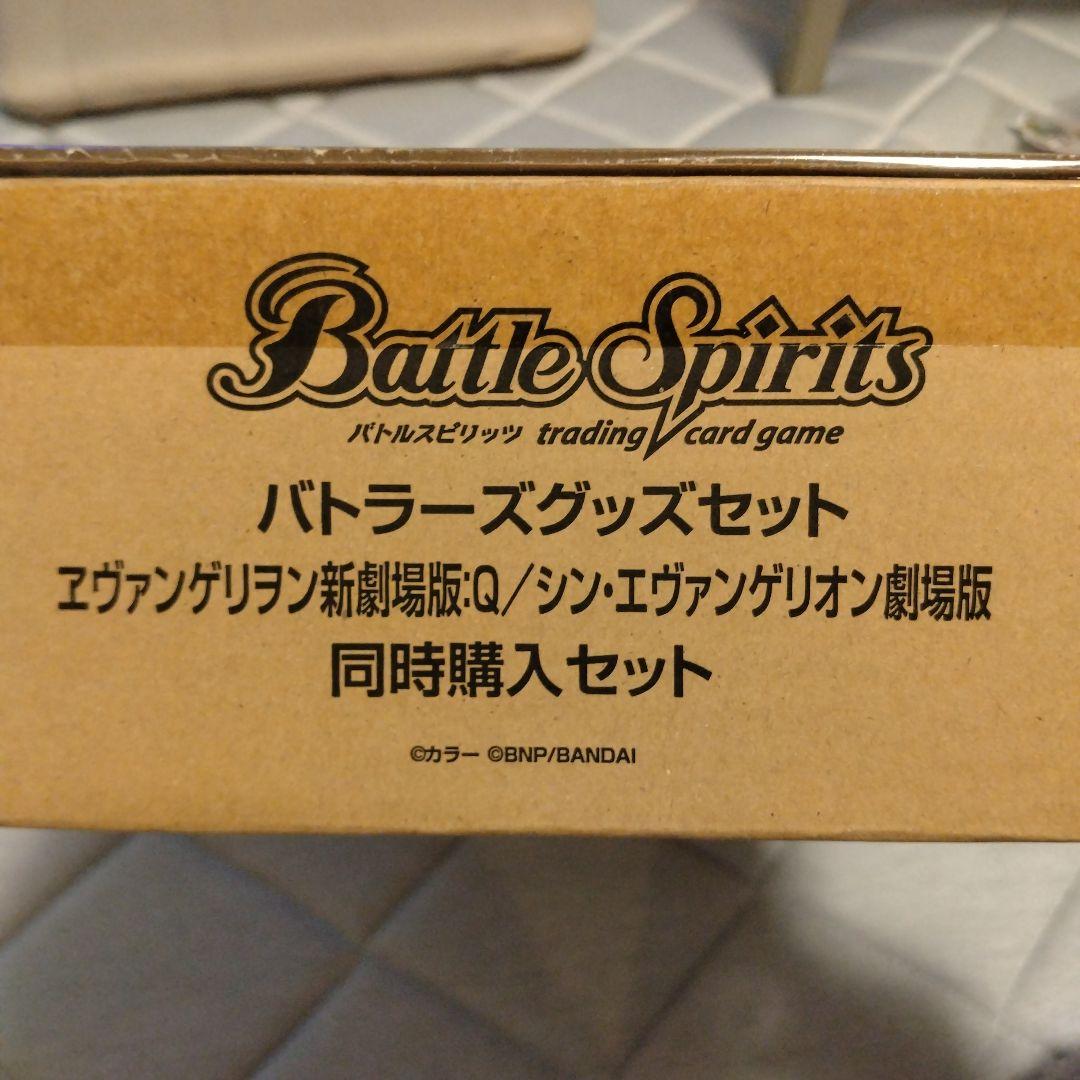 Battle Spirits
バトルスピリッツ trading card game
バトラーズグッズセット
ヱヴァンゲリヲン新劇場版:Q/シン・エヴァンゲリオン劇場版
同時購入セット
©カラー ©BNP/BANDAI